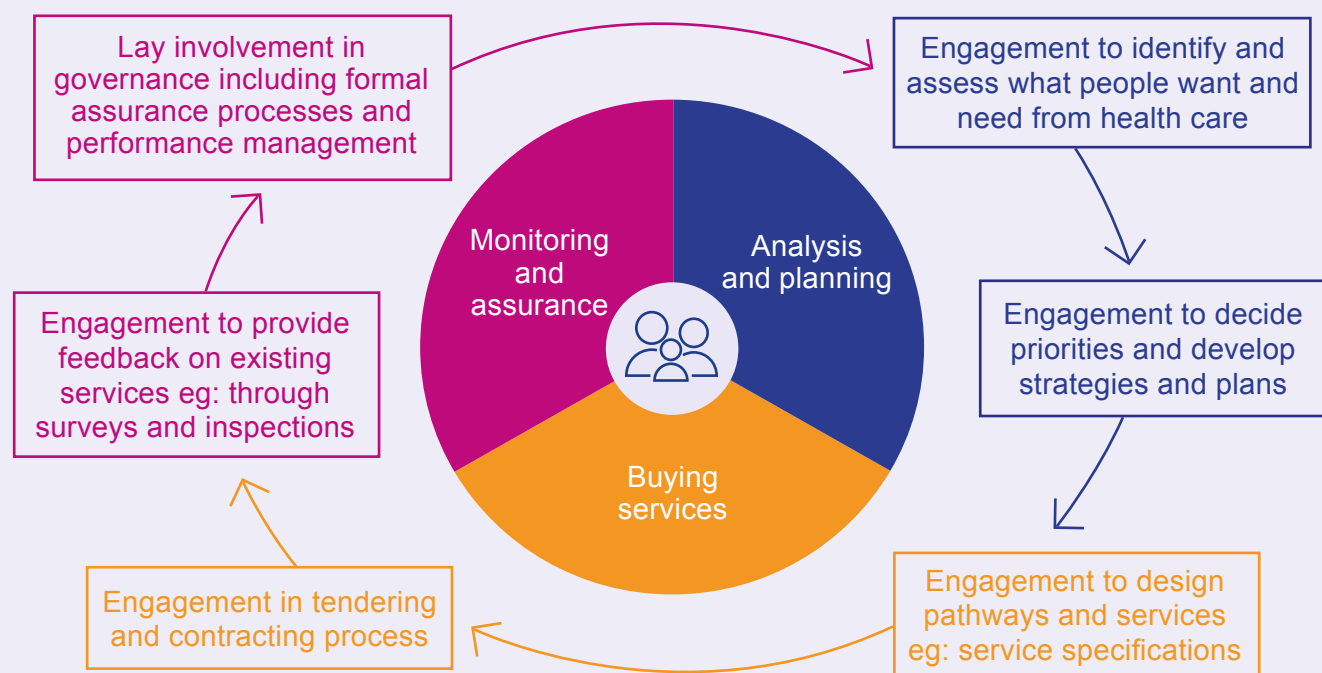 Lay involvement in
governance including formal
assurance processes and
performance management
Engagement to identify and
assess what people want and
need from health care
Monitoring
and
assurance
Analysis
and planning
Engagement to provide
feedback on existing
services eg: through
surveys and inspections
Engagement to decide
priorities and develop
strategies and plans
Buying
services
Engagement in tendering
and contracting process
Engagement to design
pathways and services
eg: service specifications